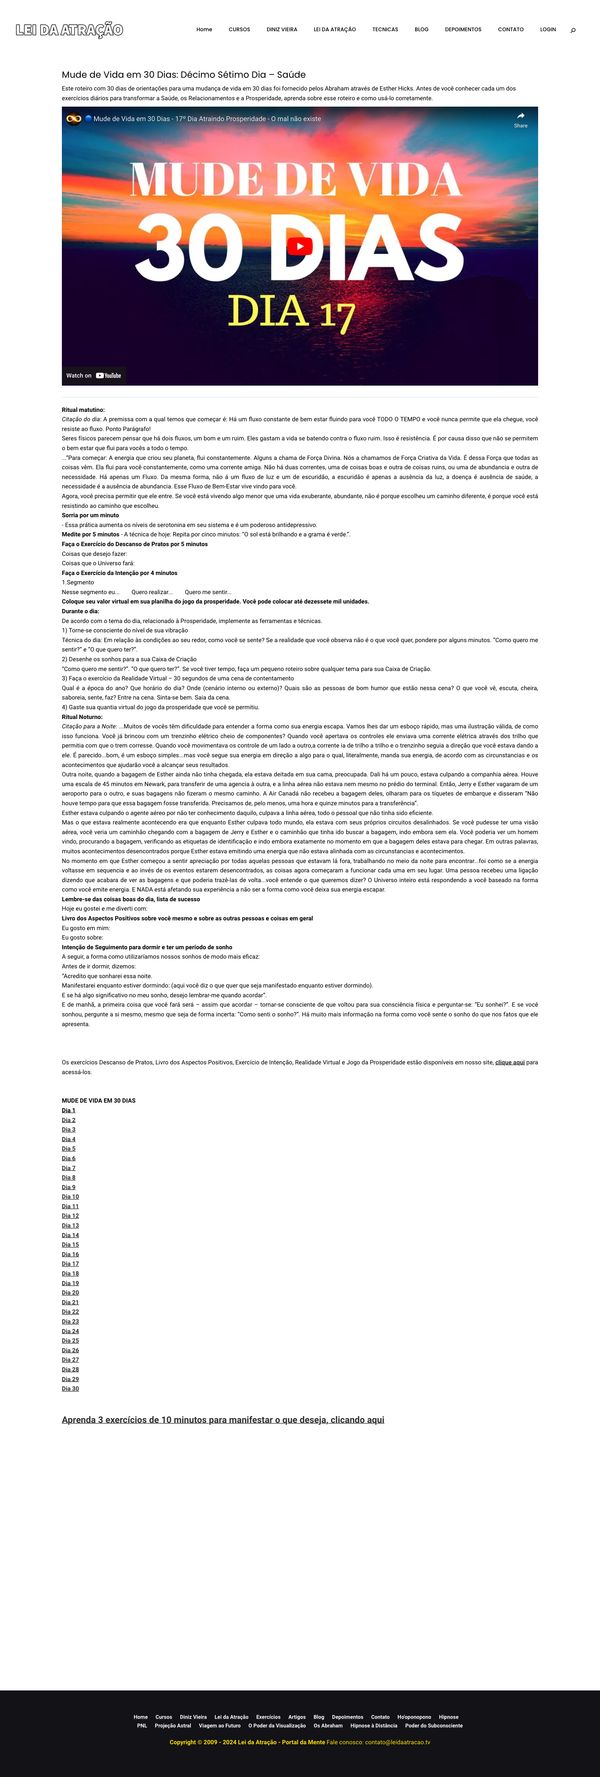 LEI DA ATRAÇÃO
Home CURSOS DINIZ VIEIRA LEI DA ATRAÇÃO TECNICAS BLOG DEPOIMENTOS CONTATO LOGIN
Mude de Vida em 30 Dias: Décimo Sétimo Dia – Saúde
Este roteiro com 30 dias de orientações para uma mudança de vida em 30 dias foi fornecido pelos Abraham através de Esther Hicks. Antes de você conhecer cada um dos
exercícios diários para transformar a Saúde, os Relacionamentos e a Prosperidade, aprenda sobre esse roteiro e como usá-lo corretamente.
Mude de Vida em 30 Dias - 17º Dia Atraindo Prosperidade - O mal não existe
Share
MUDE DE VIDA
30 DIAS
DIA 17
Watch on YouTube
Ritual matutino:
Citação do dia: A premissa com a qual temos que começar é: Há um fluxo constante de bem estar fluindo para você TODO O TEMPO e você nunca permite que ela chegue, você
resiste ao fluxo. Ponto Parágrafo!
Seres físicos parecem pensar que há dois fluxos, um bom e um ruim. Eles gastam a vida se batendo contra o fluxo ruim. Isso é resistência. É por causa disso que não se permitem
o bem estar que flui para vocês a todo o tempo.
..."Para começar: A energia que criou seu planeta, flui constantemente. Alguns a chama de Força Divina. Nós a chamamos de Força Criativa da Vida. É dessa Força que todas as
coisas vêm. Ela flui para você constantemente, como uma corrente amiga. Não há duas correntes, uma de coisas boas e outra de coisas ruins, ou uma de abundancia e outra de
necessidade. Há apenas um Fluxo. Da mesma forma, não á um fluxo de luz e um de escuridão, a escuridão é apenas a ausência da luz, a doença é ausência de saúde, a
necessidade é a ausência de abundancia. Esse Fluxo de Bem-Estar vive vindo para você.
Agora, você precisa permitir que ele entre. Se você está vivendo algo menor que uma vida exuberante, abundante, não é porque escolheu um caminho diferente, é porque você está
resistindo ao caminho que escolheu.
Sorria por um minuto
- Essa prática aumenta os níveis de serotonina em seu sistema e é um poderoso antidepressivo.
Medite por 5 minutos - A técnica de hoje: Repita por cinco minutos: "O sol está brilhando e a grama é verde.".
Faça o Exercício do Descanso de Pratos por 5 minutos
Coisas que desejo fazer:
Coisas que o Universo fará:
Faça o Exercício da Intenção por 4 minutos
1.Segmento
Nesse segmento eu... Quero realizar... Quero me sentir...
Coloque seu valor virtual em sua planilha do jogo da prosperidade. Você pode colocar até dezessete mil unidades.
Durante o dia:
De acordo com o tema do dia, relacionado à Prosperidade, implemente as ferramentas e técnicas.
1) Torne-se consciente do nível de sua vibração
Técnica do dia: Em relação às condições ao seu redor, como você se sente? Se a realidade que você observa não é o que você quer, pondere por alguns minutos. "Como quero me
sentir?" e "O que quero ter?".
2) Desenhe os sonhos para a sua Caixa de Criação
"Como quero me sentir?". "O que quero ter?". Se você tiver tempo, faça um pequeno roteiro sobre qualquer tema para sua Caixa de Criação.
3) Faça o exercício da Realidade Virtual – 30 segundos de uma cena de contentamento
Qual é a época do ano? Que horário do dia? Onde (cenário interno ou externo)? Quais são as pessoas de bom humor que estão nessa cena? O que você vê, escuta, cheira,
saboreia, sente, faz? Entre na cena. Sinta-se bem. Saia da cena.
4) Gaste sua quantia virtual do jogo da prosperidade que você se permitiu.
Ritual Noturno:
Citação para a Noite: ...Muitos de vocês têm dificuldade para entender a forma como sua energia escapa. Vamos lhes dar um esboço rápido, mas uma ilustração válida, de como
isso funciona. Você já brincou com um trenzinho elétrico cheio de componentes? Quando você apertava os controles ele enviava uma corrente elétrica através dos trilho que
permitia com que o trem corresse. Quando você movimentava os controle de um lado a outro,a corrente ia de trilho a trilho e o trenzinho seguia a direção que você estava dando a
ele. É parecido...bom, é um esboço simples...mas você segue sua energia em direção a algo para o qual, literalmente, manda sua energia, de acordo com as circunstancias e os
acontecimentos que ajudarão você a alcançar seus resultados.
Outra noite, quando a bagagem de Esther ainda não tinha chegada, ela estava deitada em sua cama, preocupada. Dali há um pouco, estava culpando a companhia aérea. Houve
uma escala de 45 minutos em Newark, para transferir de uma agencia à outra, e a linha aérea não estava nem mesmo no prédio do terminal. Então, Jerry e Esther vagaram de um
aeroporto para o outro, e suas bagagens não fizeram o mesmo caminho. A Air Canadá não recebeu a bagagem deles, olharam para os tíquetes de embarque e disseram "Não
houve tempo para que essa bagagem fosse transferida. Precisamos de, pelo menos, uma hora e quinze minutos para a transferência".
Esther estava culpando o agente aéreo por não ter conhecimento daquilo, culpava a linha aérea, todo o pessoal que não tinha sido eficiente.
Mas o que estava realmente acontecendo era que enquanto Esther culpava todo mundo, ela estava com seus próprios circuitos desalinhados. Se você pudesse ter uma visão
aérea, você veria um caminhão chegando com a bagagem de Jerry e Esther e o caminhão que tinha ido buscar a bagagem, indo embora sem ela. Você poderia ver um homem
vindo, procurando a bagagem, verificando as etiquetas de identificação e indo embora exatamente no momento em que a bagagem deles estava para chegar. Em outras palavras,
muitos acontecimentos desencontrados porque Esther estava emitindo uma energia que não estava alinhada com as circunstancias e acontecimentos.
No momento em que Esther começou a sentir apreciação por todas aquelas pessoas que estavam lá fora, trabalhando no meio da noite para encontrar...foi como se a energia
voltasse em sequencia e ao invés de os eventos estarem desencontrados, as coisas agora começaram a funcionar cada uma em seu lugar. Uma pessoa recebeu uma ligação
dizendo que acabara de ver as bagagens e que poderia trazê-las de volta...você entende o que queremos dizer? O Universo inteiro está respondendo a você baseado na forma
como você emite energia. E NADA está afetando sua experiência a não ser a forma como você deixa sua energia escapar.
Lembre-se das coisas boas do dia, lista de sucesso
Hoje eu gostei e me diverti com:
Livro dos Aspectos Positivos sobre você mesmo e sobre as outras pessoas e coisas em geral
Eu gosto em mim:
Eu gosto sobre:
Intenção de Seguimento para dormir e ter um período de sonho
A seguir, a forma como utilizaríamos nossos sonhos de modo mais eficaz:
Antes de ir dormir, dizemos:
"Acredito que sonharei essa noite.
Manifestarei enquanto estiver dormindo: (aqui você diz o que quer que seja manifestado enquanto estiver dormindo).
E se há algo significativo no meu sonho, desejo lembrar-me quando acordar".
E de manhã, a primeira coisa que você fará será – assim que acordar – tornar-se consciente de que voltou para sua consciência física e perguntar-se: "Eu sonhei?". E se você
sonhou, pergunte a si mesmo, mesmo que seja de forma incerta: "Como senti o sonho?". Há muito mais informação na forma como você sente o sonho do que nos fatos que ele
apresenta.
Os exercícios Descanso de Pratos, Livro dos Aspectos Positivos, Exercício de Intenção, Realidade Virtual e Jogo da Prosperidade estão disponíveis em nosso site, clique aqui para
acessá-los.
MUDE DE VIDA EM 30 DIAS
Dia 1
Dia 2
Dia 3
Dia 4
Dia 5
Dia 6
Dia 7
Dia 8
Dia 9
Dia 10
Dia 11
Dia 12
Dia 13
Dia 14
Dia 15
Dia 16
Dia 17
Dia 18
Dia 19
Dia 20
Dia 21
Dia 22
Dia 23
Dia 24
Dia 25
Dia 26
Dia 27
Dia 28
Dia 29
Dia 30
Aprenda 3 exercícios de 10 minutos para manifestar o que deseja, clicando aqui
Home Cursos Diniz Vieira Lei da Atração Exercícios Artigos Blog Depoimentos Contato Ho'oponopono Hipnose
PNL Projeção Astral Viagem ao Futuro O Poder da Visualização Os Abraham Hipnose à Distância Poder do Subconsciente
Copyright © 2009 - 2024 Lei da Atração - Portal da Mente Fale conosco: contato@leidaatracao.tv